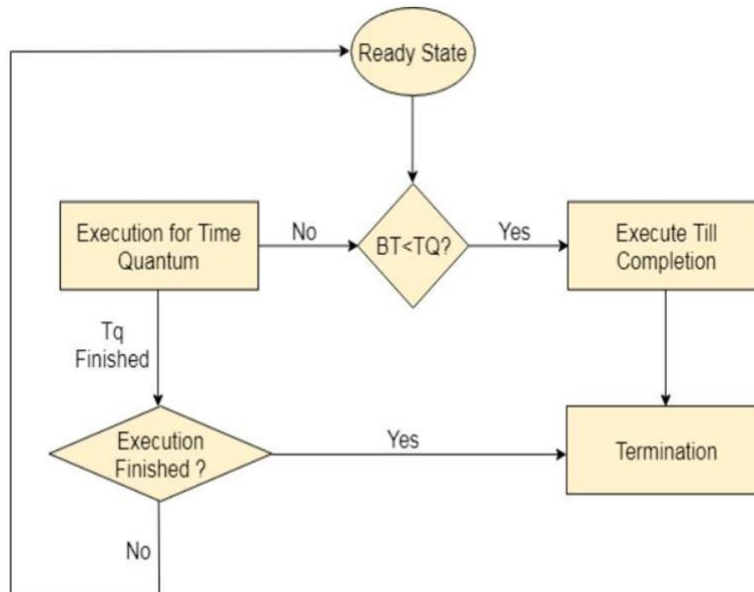 Ready State
Execution for Time
Quantum
No
BT<TQ?
Yes
Execute Till
Completion
Tq
Finished
Execution
Finished ?
Yes
Termination
No